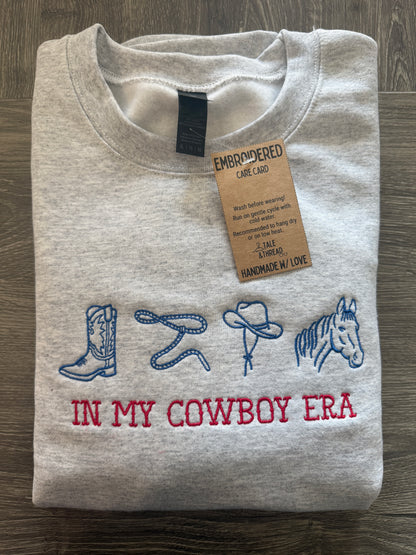 EMBROIDERED
CARE CARD
Wash before wearing!
Run on gentle cycle with
cold water.
Recommended to hang dry
or on low heat.
TALE
&THREAD
HANDMADE W/ LOVE
IN MY COWBOY ERA